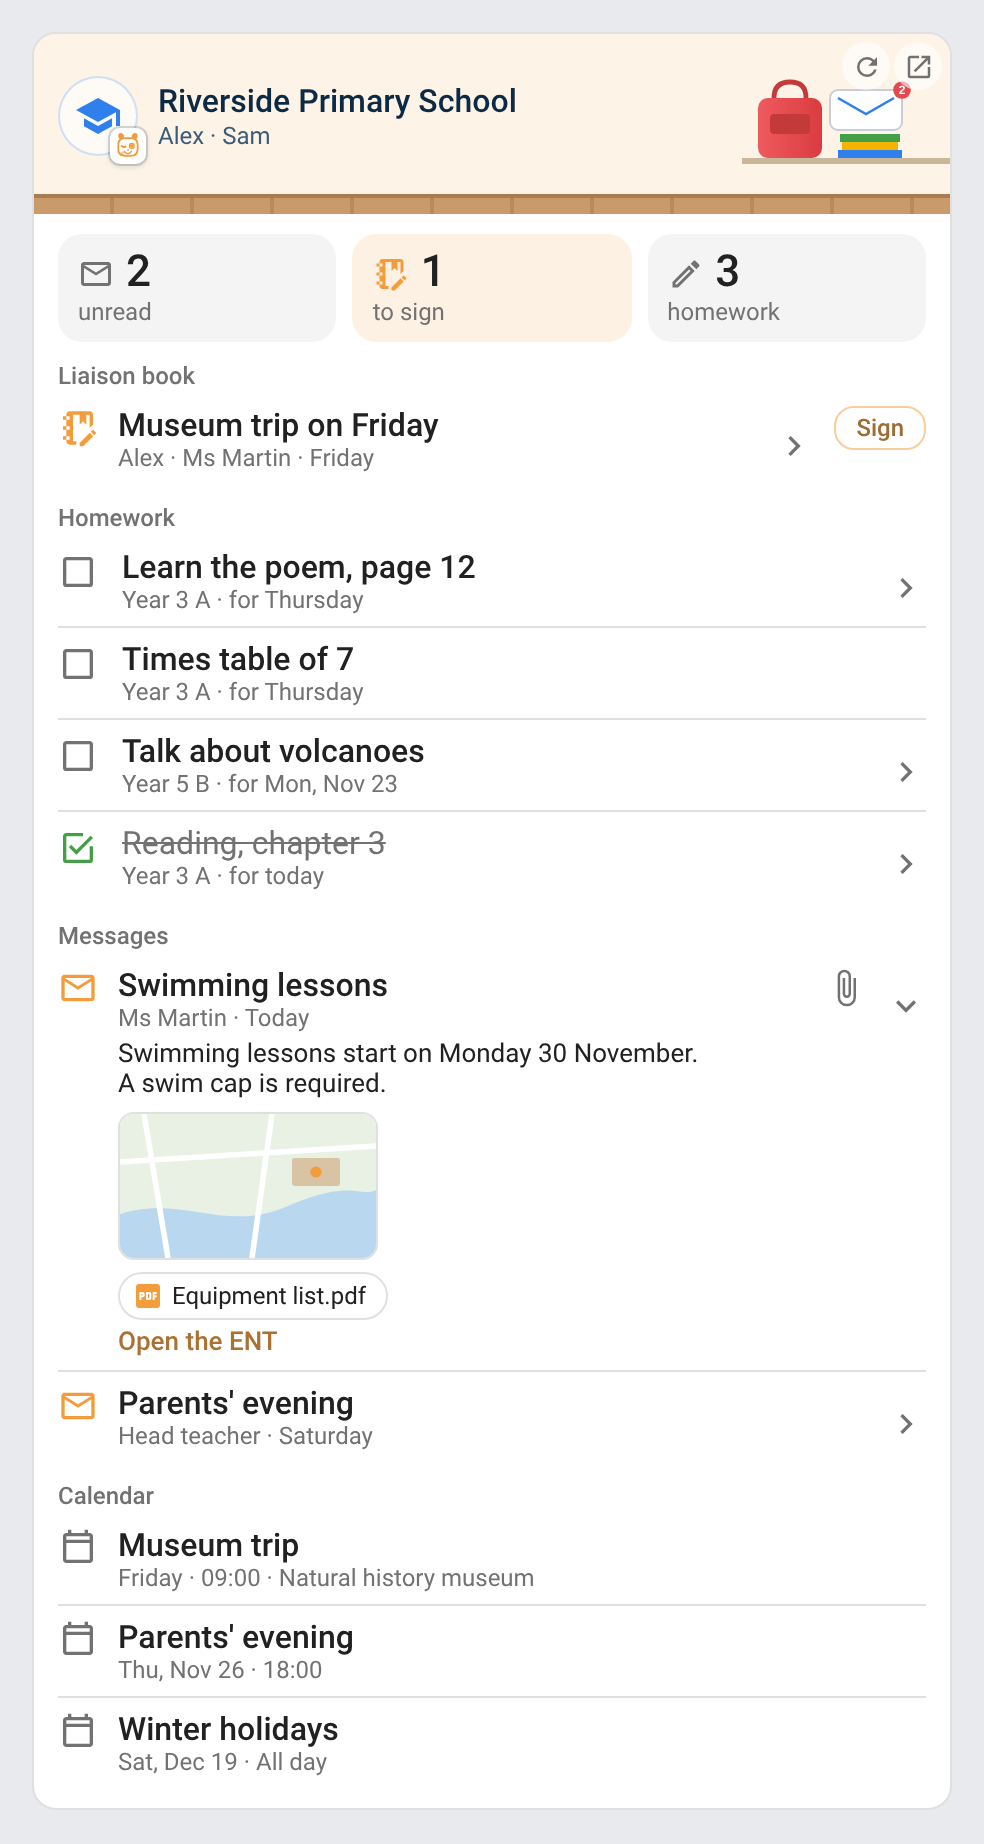 Riverside Primary School
Alex · Sam
2
2
unread
1
to sign
3
homework
Liaison book
Museum trip on Friday
Alex · Ms Martin · Friday
Sign
Homework
Learn the poem, page 12
Year 3 A · for Thursday
Times table of 7
Year 3 A · for Thursday
Talk about volcanoes
Year 5 B · for Mon, Nov 23
Reading, chapter 3
Year 3 A · for today
Messages
Swimming lessons
Ms Martin · Today
Swimming lessons start on Monday 30 November.
A swim cap is required.
PDF Equipment list.pdf
Open the ENT
Parents' evening
Head teacher · Saturday
Calendar
Museum trip
Friday · 09:00 · Natural history museum
Parents' evening
Thu, Nov 26 · 18:00
Winter holidays
Sat, Dec 19 · All day